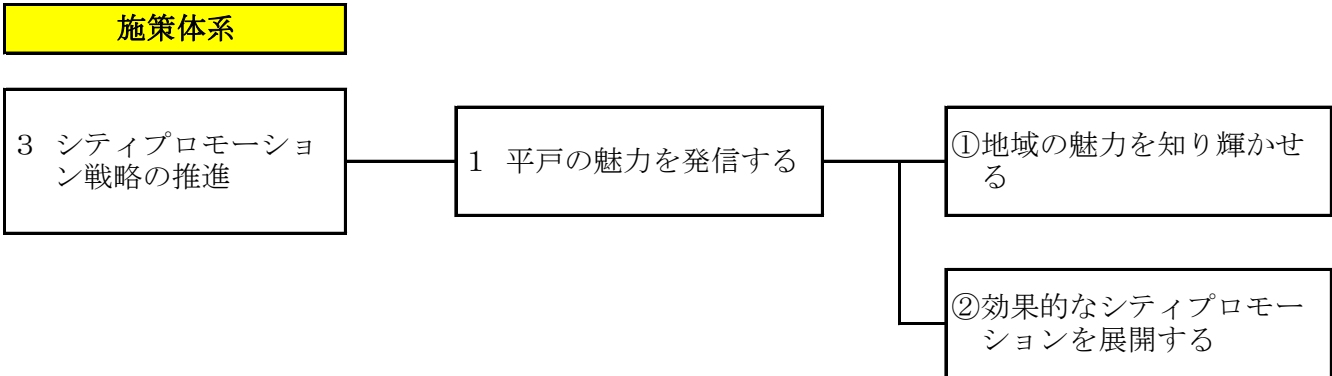 施策体系
3 シティプロモーショ
ン戦略の推進
1 平戸の魅力を発信する
①地域の魅力を知り輝かせ
る
②効果的なシティプロモー
ションを展開する